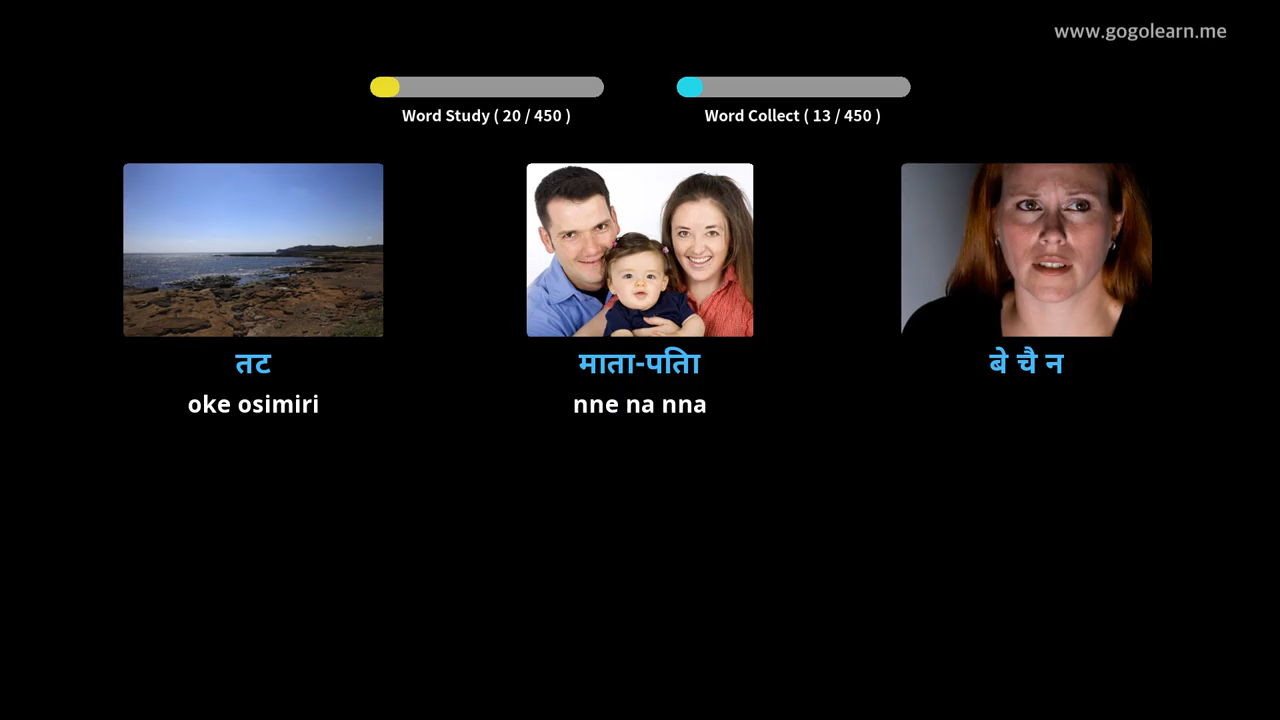 www.gogolearn.me
Word Study ( 20 / 450 )
Word Collect ( 13 / 450 )
तट
माता-पिता
बे चै न
oke osimiri
nne na nna